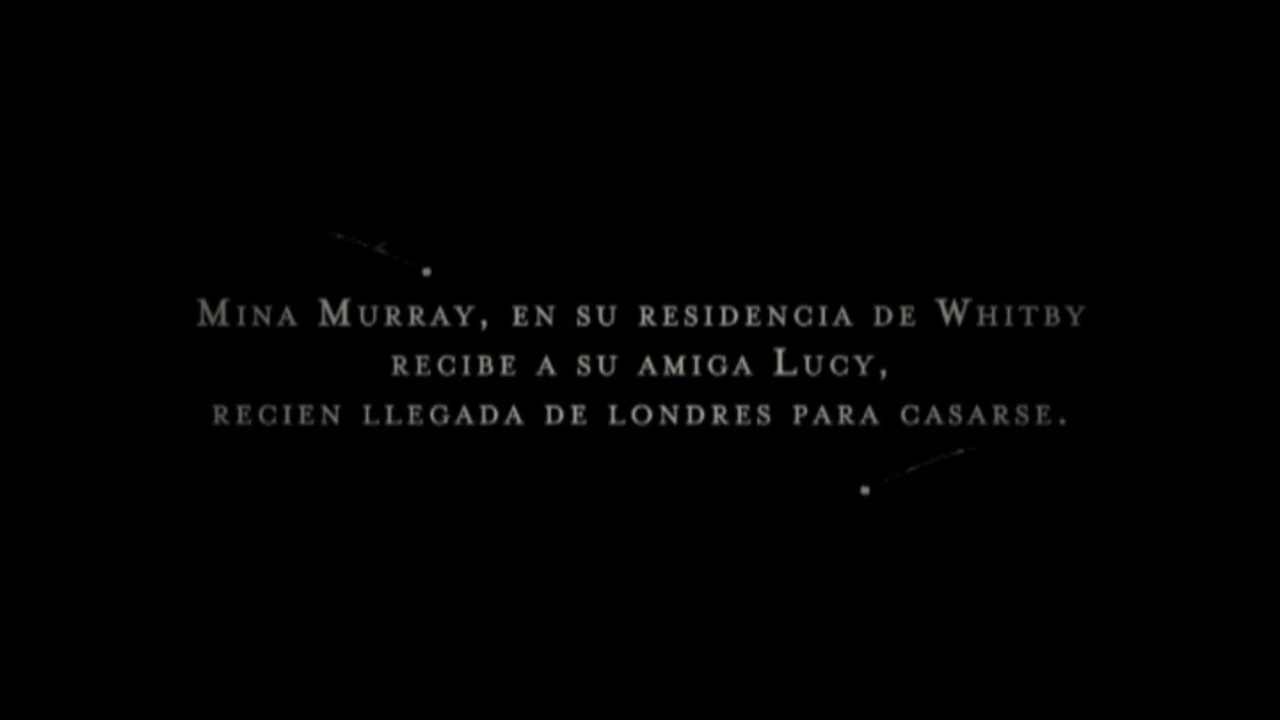 Mina Murray, en su residencia de Whitby
recibe a su amiga Lucy,
recien llegada de londres para casarse.